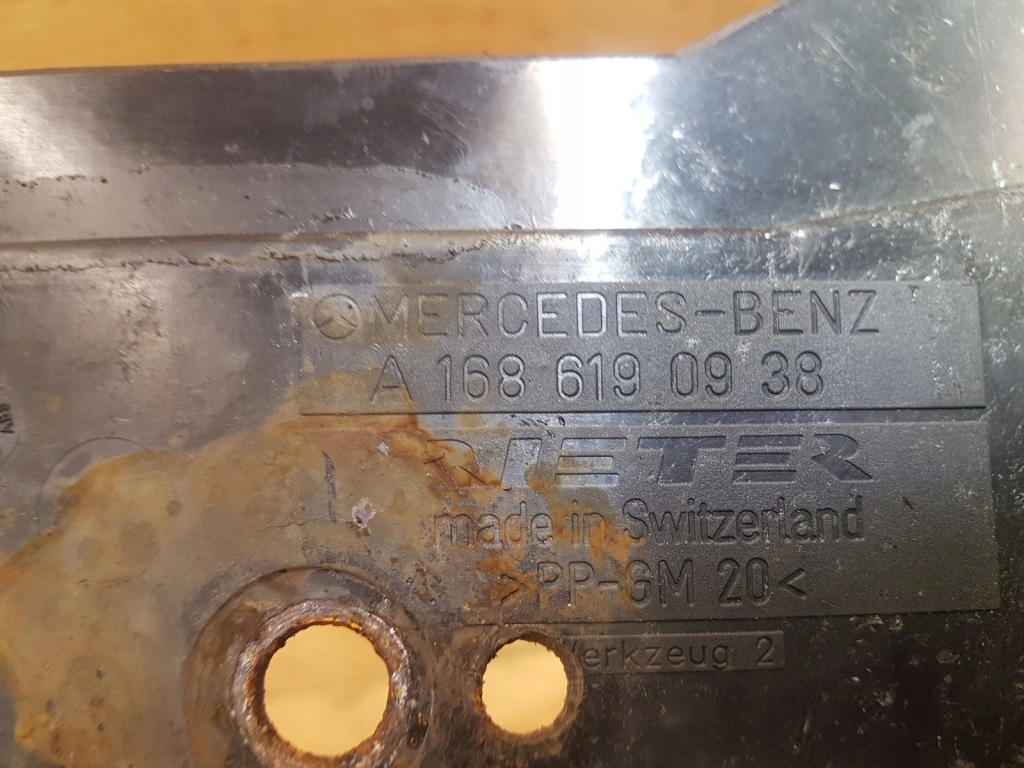 MERCEDES-BENZ
A 168 619 09 38
RIETER
made in Switzerland
>PP-GM 20<
Werkzeug 2